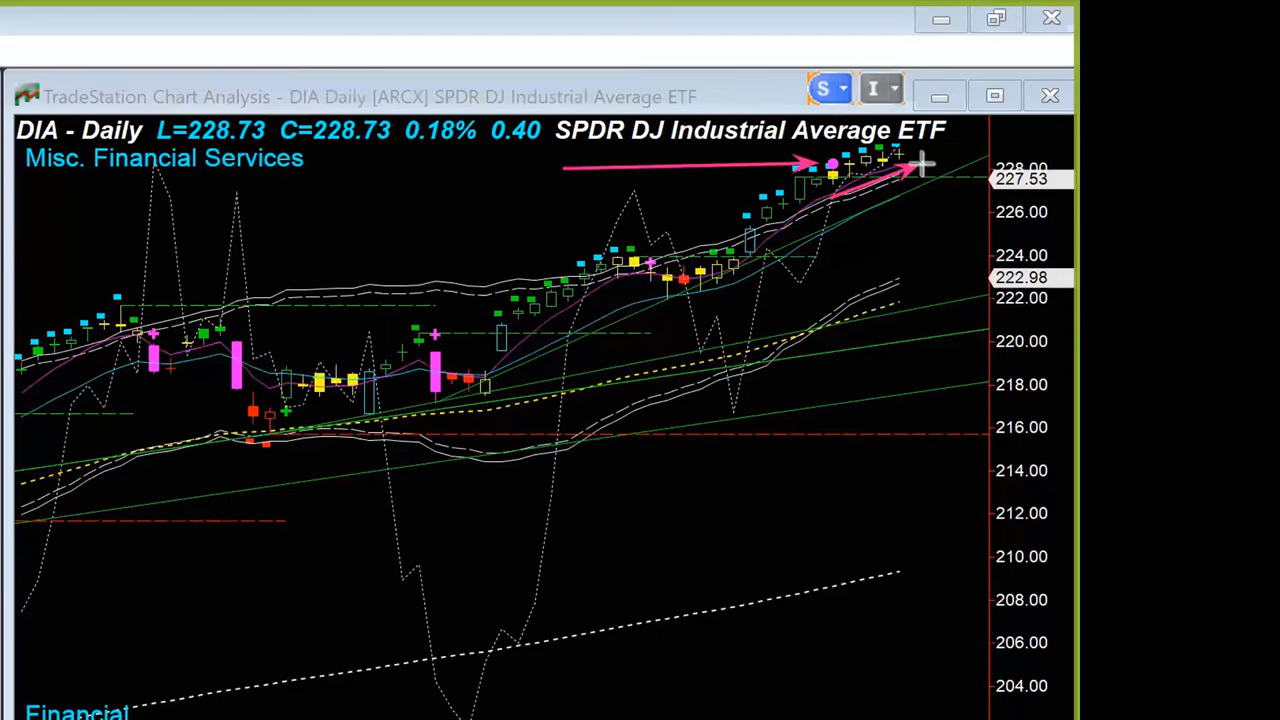 TradeStation Chart Analysis - DIA Daily [ARCX] SPDR DJ Industrial Average ETF
S
I
DIA - Daily L=228.73 C=228.73 0.18% 0.40 SPDR DJ Industrial Average ETF
Misc. Financial Services
228.00
227.53
226.00
224.00
222.98
222.00
220.00
218.00
216.00
214.00
212.00
210.00
208.00
206.00
204.00
Financial